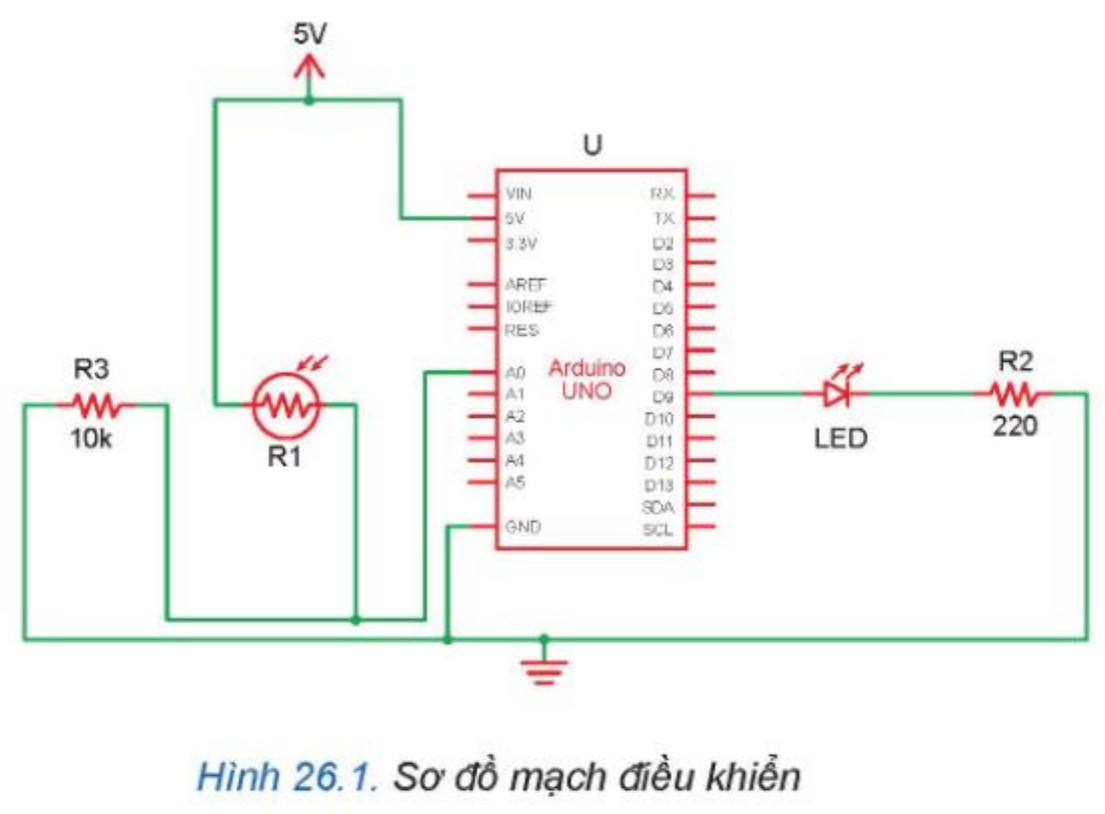 5V
U
VIN
5V
3.3V
AREF
IOREF
RES
A0
A1
A2
A3
A4
A5
GND
Arduino
UNO
RX
TX
D2
D3
D4
D5
D6
D7
D8
D9
D10
D11
D12
D13
SDA
SCL
R3
10k
R1
LED
R2
220
Hình 26.1. Sơ đồ mạch điều khiển